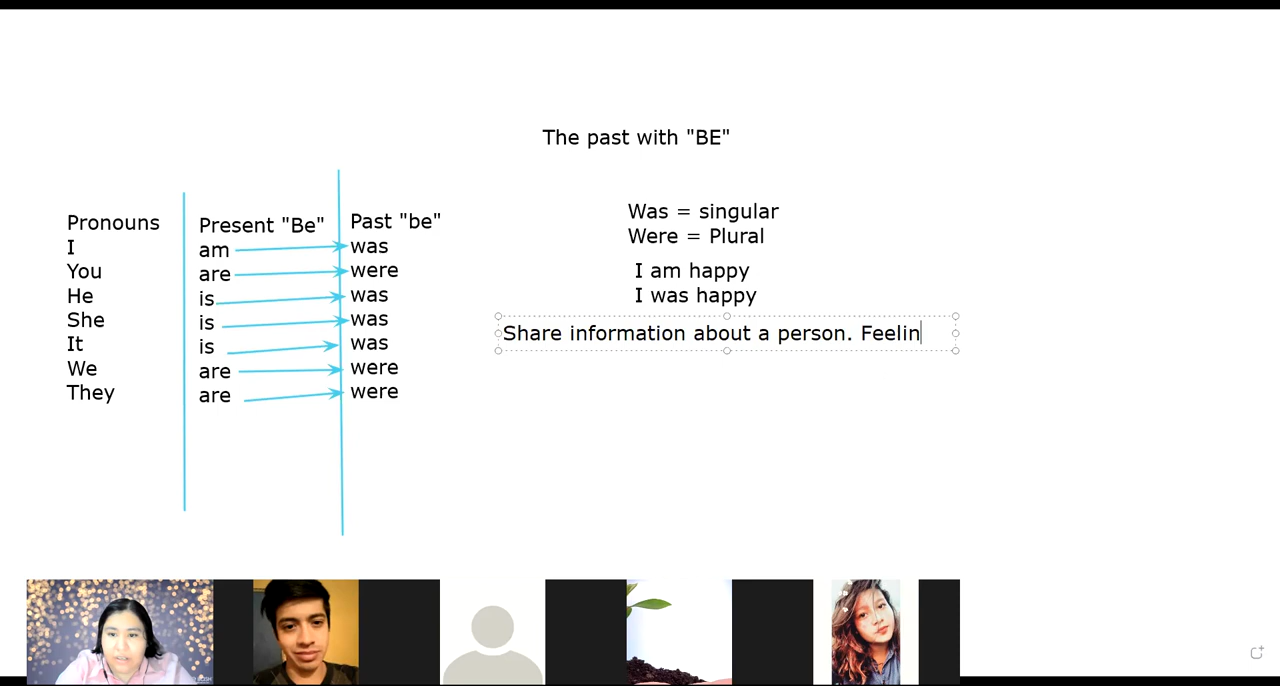 The past with "BE"
Pronouns
I
You
He
She
It
We
They
Present "Be"
am
are
is
is
is
are
are
Past "be"
was
were
was
was
was
were
were
Was = singular
Were = Plural
I am happy
I was happy
Share information about a person. Feelin